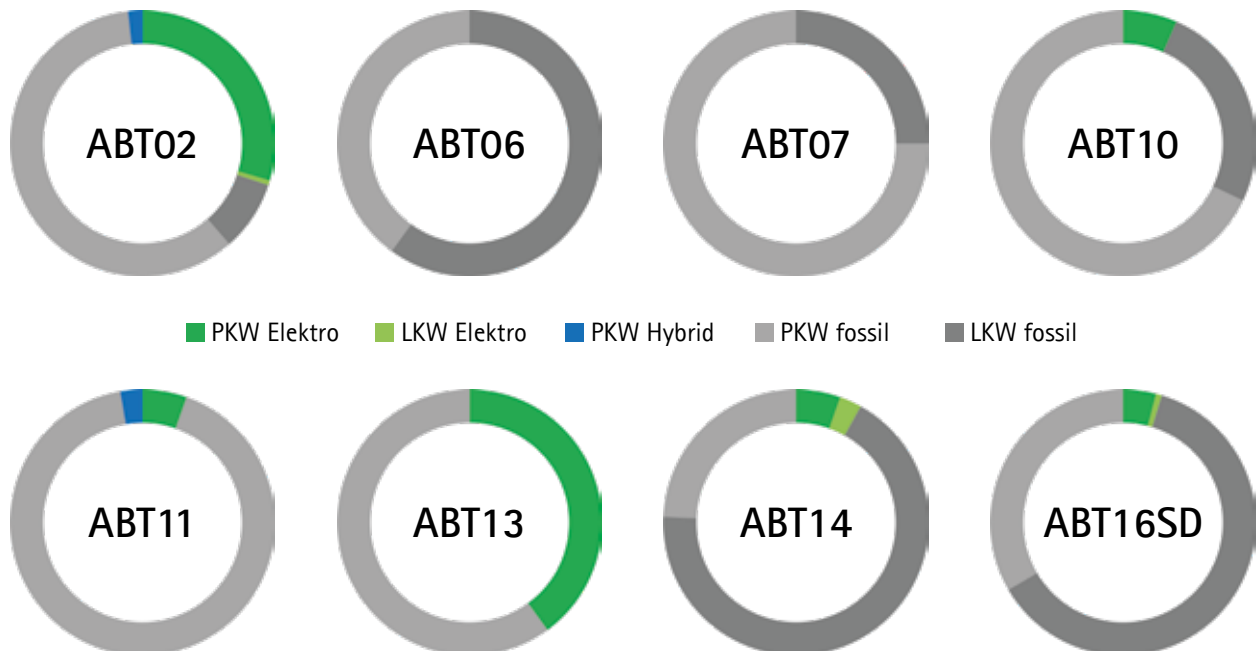 ABT02
ABT06
ABT07
ABT10
PKW Elektro
LKW Elektro
PKW Hybrid
PKW fossil
LKW fossil
ABT11
ABT13
ABT14
ABT16SD